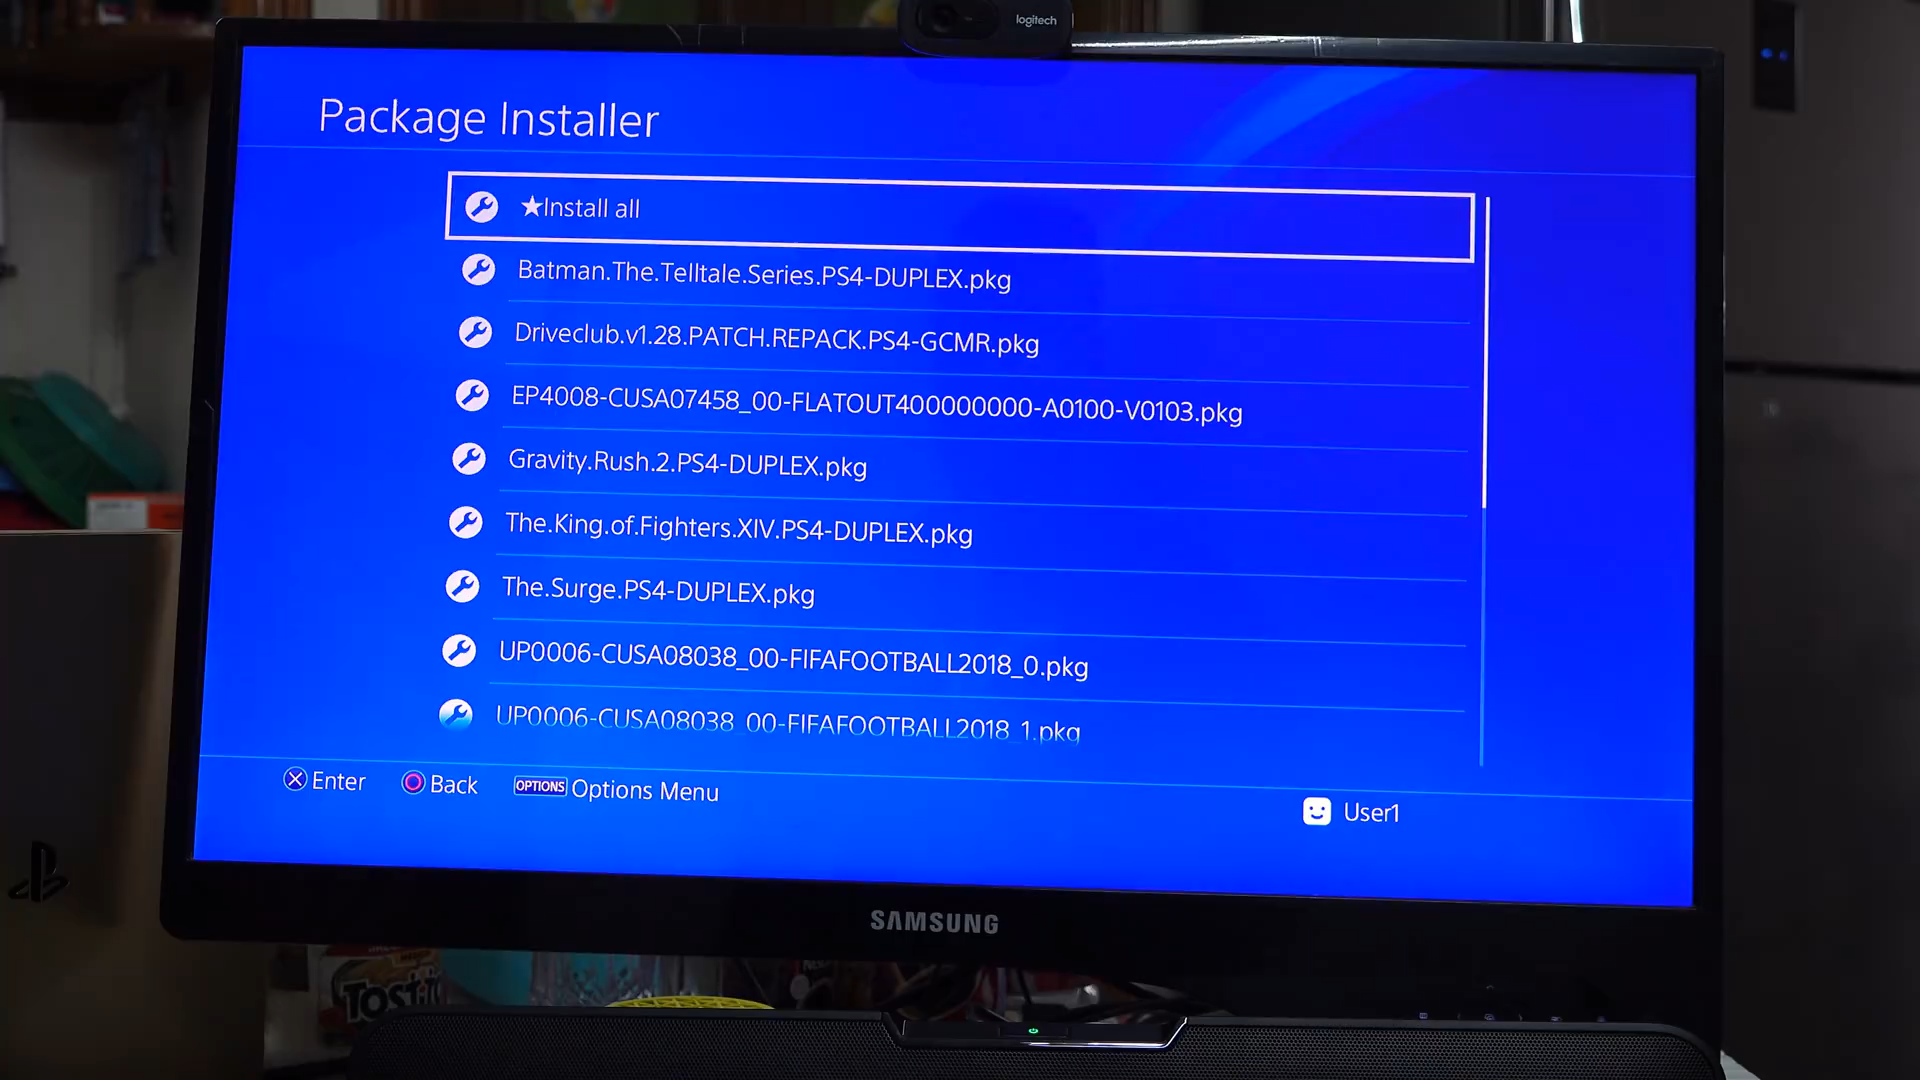 logitech
Package Installer
★Install all
Batman.The.Telltale.Series.PS4-DUPLEX.pkg
Driveclub.v1.28.PATCH.REPACK.PS4-GCMR.pkg
EP4008-CUSA07458_00-FLATOUT400000000-A0100-V0103.pkg
Gravity.Rush.2.PS4-DUPLEX.pkg
The.King.of.Fighters.XIV.PS4-DUPLEX.pkg
The.Surge.PS4-DUPLEX.pkg
UP0006-CUSA08038_00-FIFAFOOTBALL2018_0.pkg
UP0006-CUSA08038_00-FIFAFOOTBALL2018_1.pkg
Enter Back OPTIONS Options Menu
User1
SAMSUNG